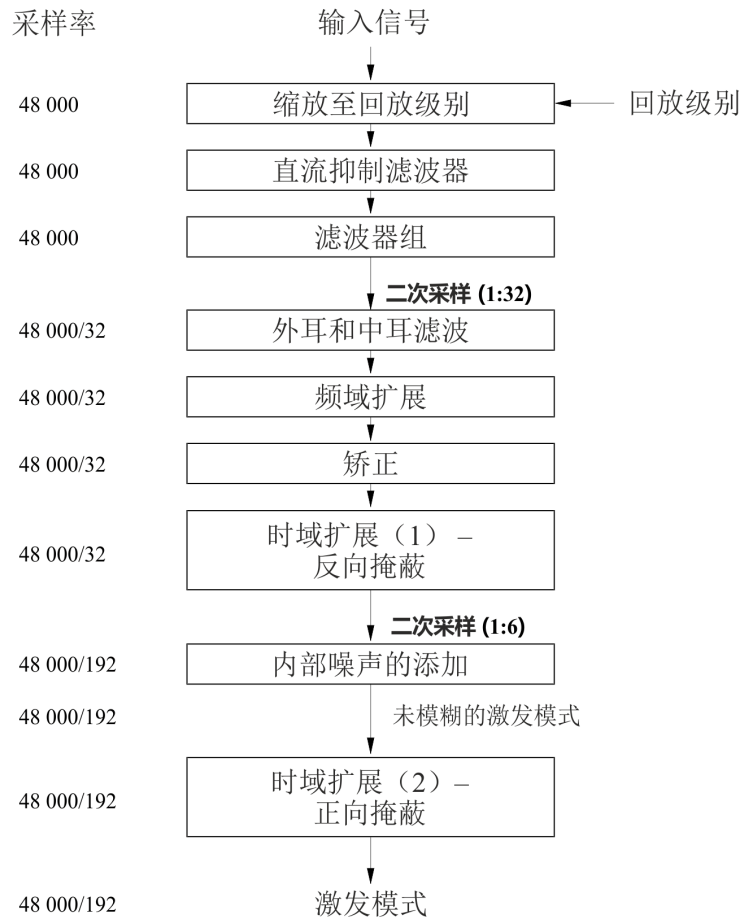 采样率 输入信号
48 000 缩放至回放级别 回放级别
48 000 直流抑制滤波器
48 000 滤波器组
二次采样 (1:32)
48 000/32 外耳和中耳滤波
48 000/32 频域扩展
48 000/32 矫正
48 000/32 时域扩展（1）–
反向掩蔽
二次采样 (1:6)
48 000/192 内部噪声的添加
48 000/192 未模糊的激发模式
48 000/192 时域扩展（2）–
正向掩蔽
48 000/192 激发模式